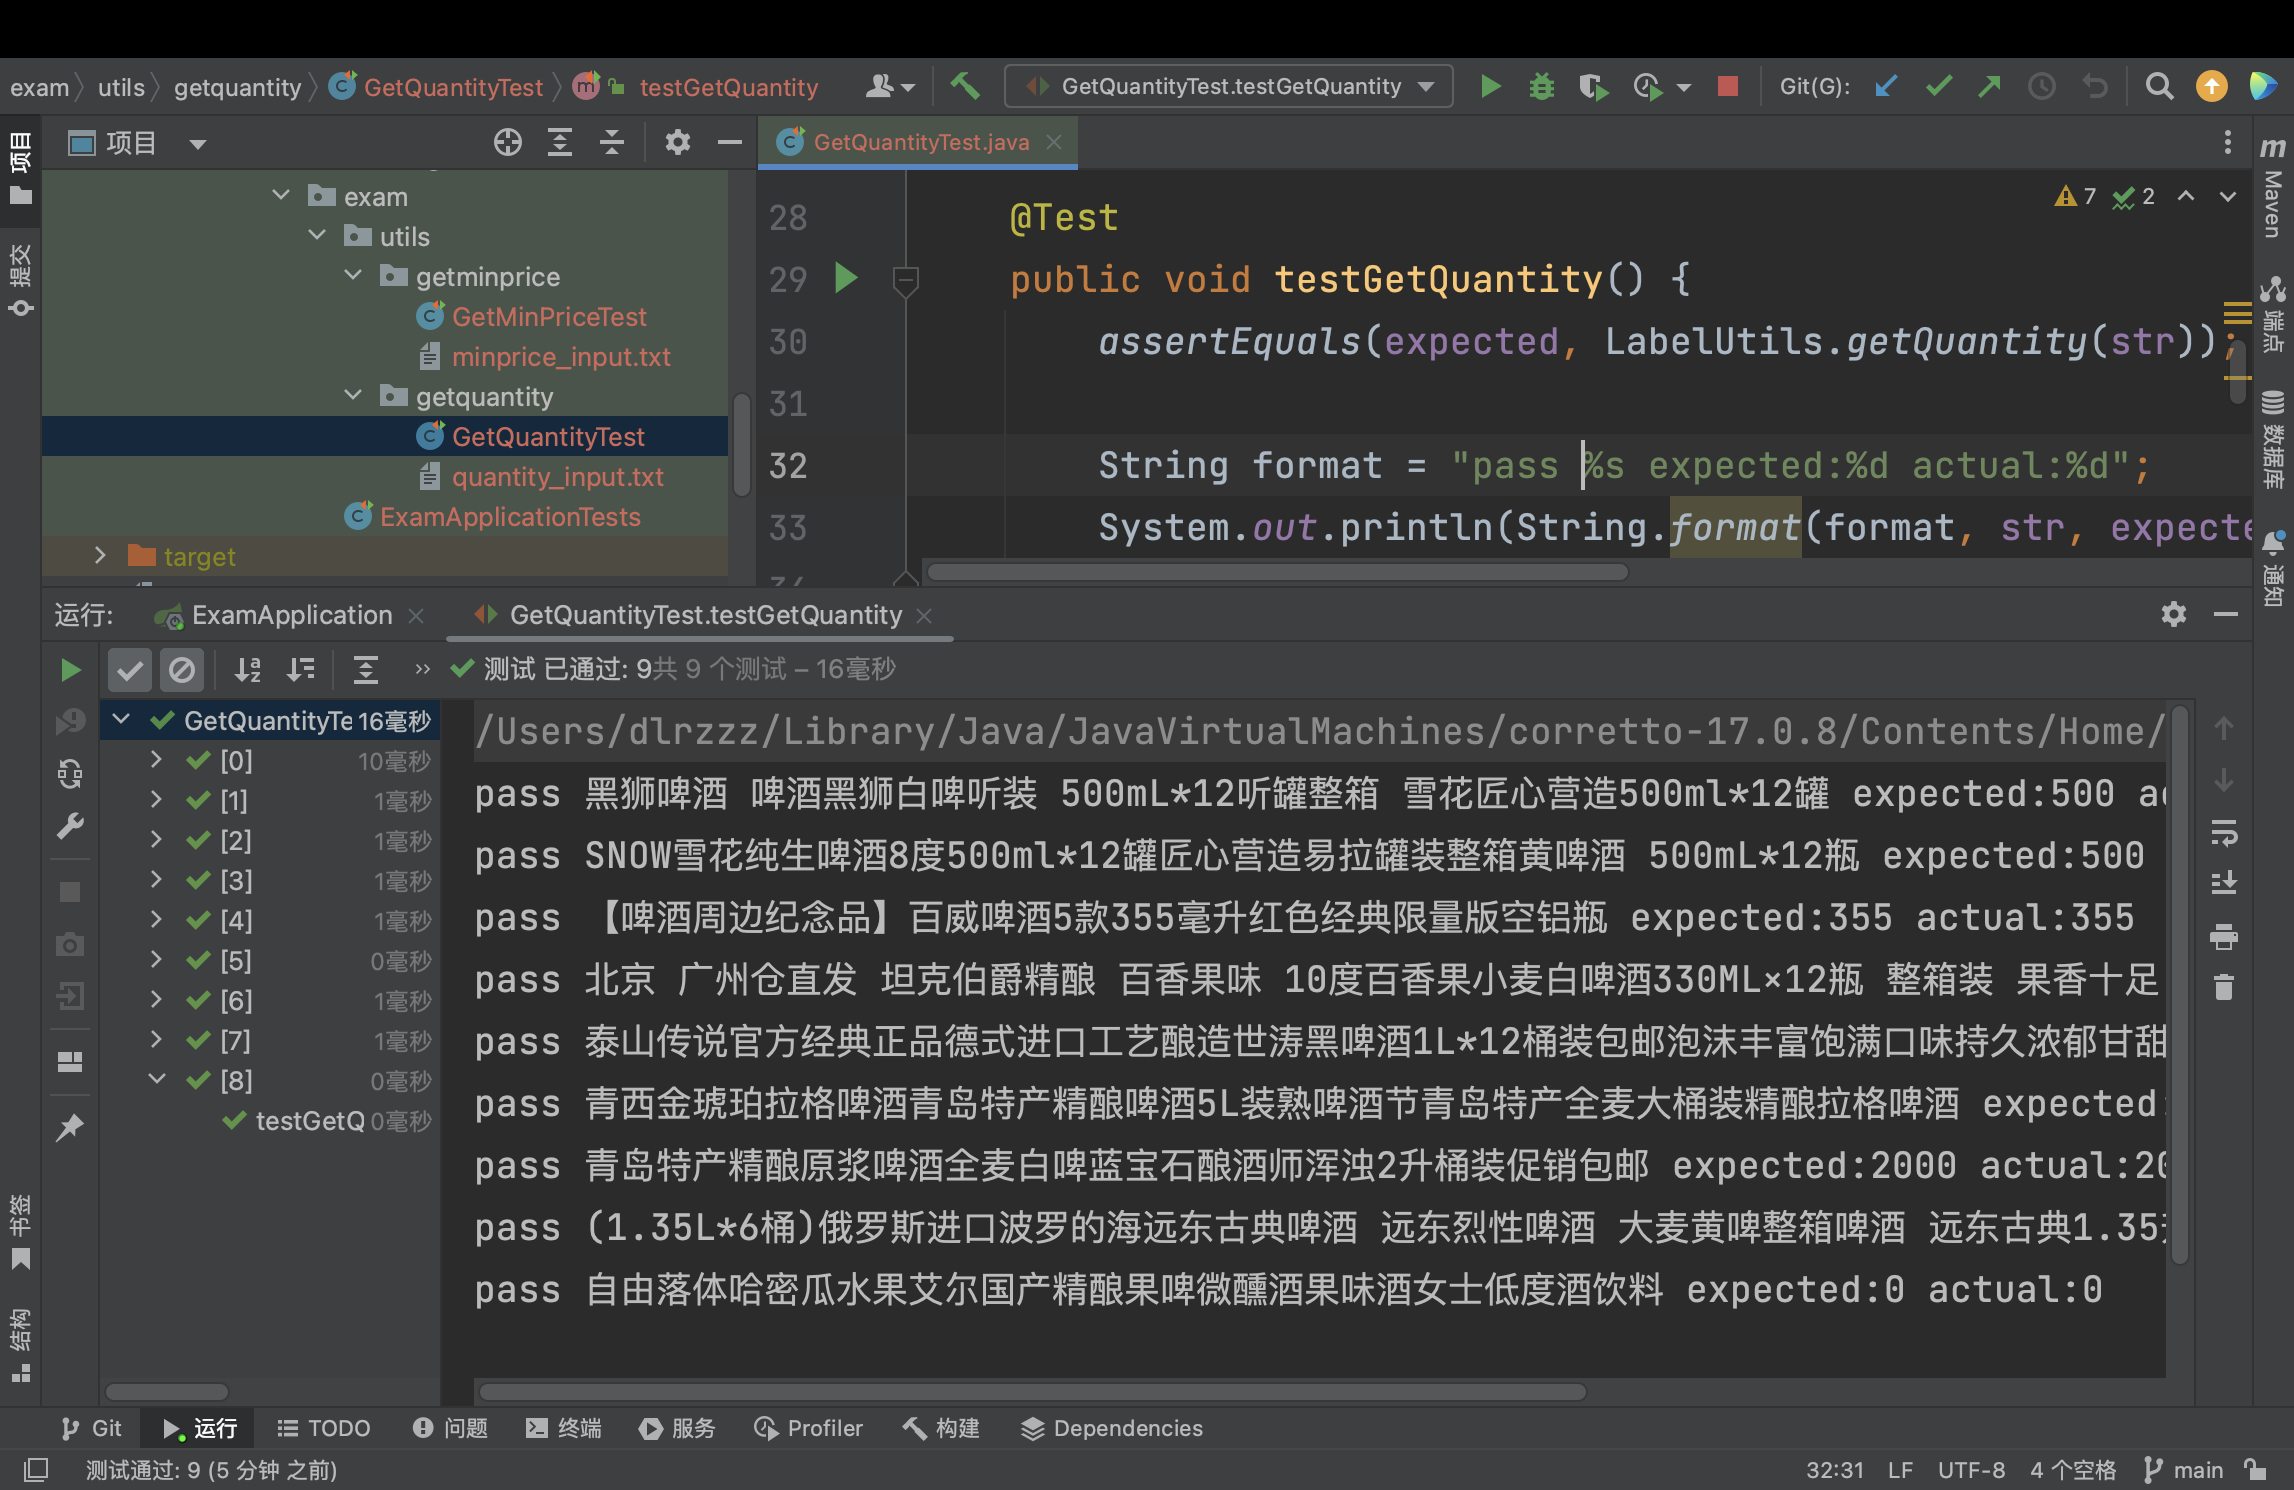 exam utils getquantity GetQuantityTest testGetQuantity GetQuantityTest.testGetQuantity Git(G):
项目
GetQuantityTest.java
项目
提交
exam
utils
getminprice
GetMinPriceTest
minprice_input.txt
getquantity
GetQuantityTest
quantity_input.txt
ExamApplicationTests
target
7 2
28 @Test
29 public void testGetQuantity() {
30 assertEquals(expected, LabelUtils.getQuantity(str));
31
32 String format = "pass %s expected:%d actual:%d";
33 System.out.println(String.format(format, str, expecte
Maven
端点
数据库
通知
运行: ExamApplication GetQuantityTest.testGetQuantity
测试 已通过: 9共 9 个测试 – 16毫秒
GetQuantityTe 16毫秒
[0] 10毫秒
[1] 1毫秒
[2] 1毫秒
[3] 1毫秒
[4] 1毫秒
[5] 0毫秒
[6] 1毫秒
[7] 1毫秒
[8] 0毫秒
testGetQ 0毫秒
/Users/dlrzzz/Library/Java/JavaVirtualMachines/corretto-17.0.8/Contents/Home/
pass 黑狮啤酒 啤酒黑狮白啤听装 500mL*12听罐整箱 雪花匠心营造500ml*12罐 expected:500 a
pass SNOW雪花纯生啤酒8度500ml*12罐匠心营造易拉罐装整箱黄啤酒 500mL*12瓶 expected:500
pass 【啤酒周边纪念品】百威啤酒5款355毫升红色经典限量版空铝瓶 expected:355 actual:355
pass 北京 广州仓直发 坦克伯爵精酿 百香果味 10度百香果小麦白啤酒330ML×12瓶 整箱装 果香十足
pass 泰山传说官方经典正品德式进口工艺酿造世涛黑啤酒1L*12桶装包邮泡沫丰富饱满口味持久浓郁甘甜
pass 青西金琥珀拉格啤酒青岛特产精酿啤酒5L装熟啤酒节青岛特产全麦大桶装精酿拉格啤酒 expected
pass 青岛特产精酿原浆啤酒全麦白啤蓝宝石酿酒师浑浊2升桶装促销包邮 expected:2000 actual:20
pass (1.35L*6桶)俄罗斯进口波罗的海远东古典啤酒 远东烈性啤酒 大麦黄啤整箱啤酒 远东古典1.35
pass 自由落体哈密瓜水果艾尔国产精酿果啤微醺酒果味酒女士低度酒饮料 expected:0 actual:0
书签
结构
Git 运行 TODO 问题 终端 服务 Profiler 构建 Dependencies
测试通过: 9 (5 分钟 之前) 32:31 LF UTF-8 4 个空格 main